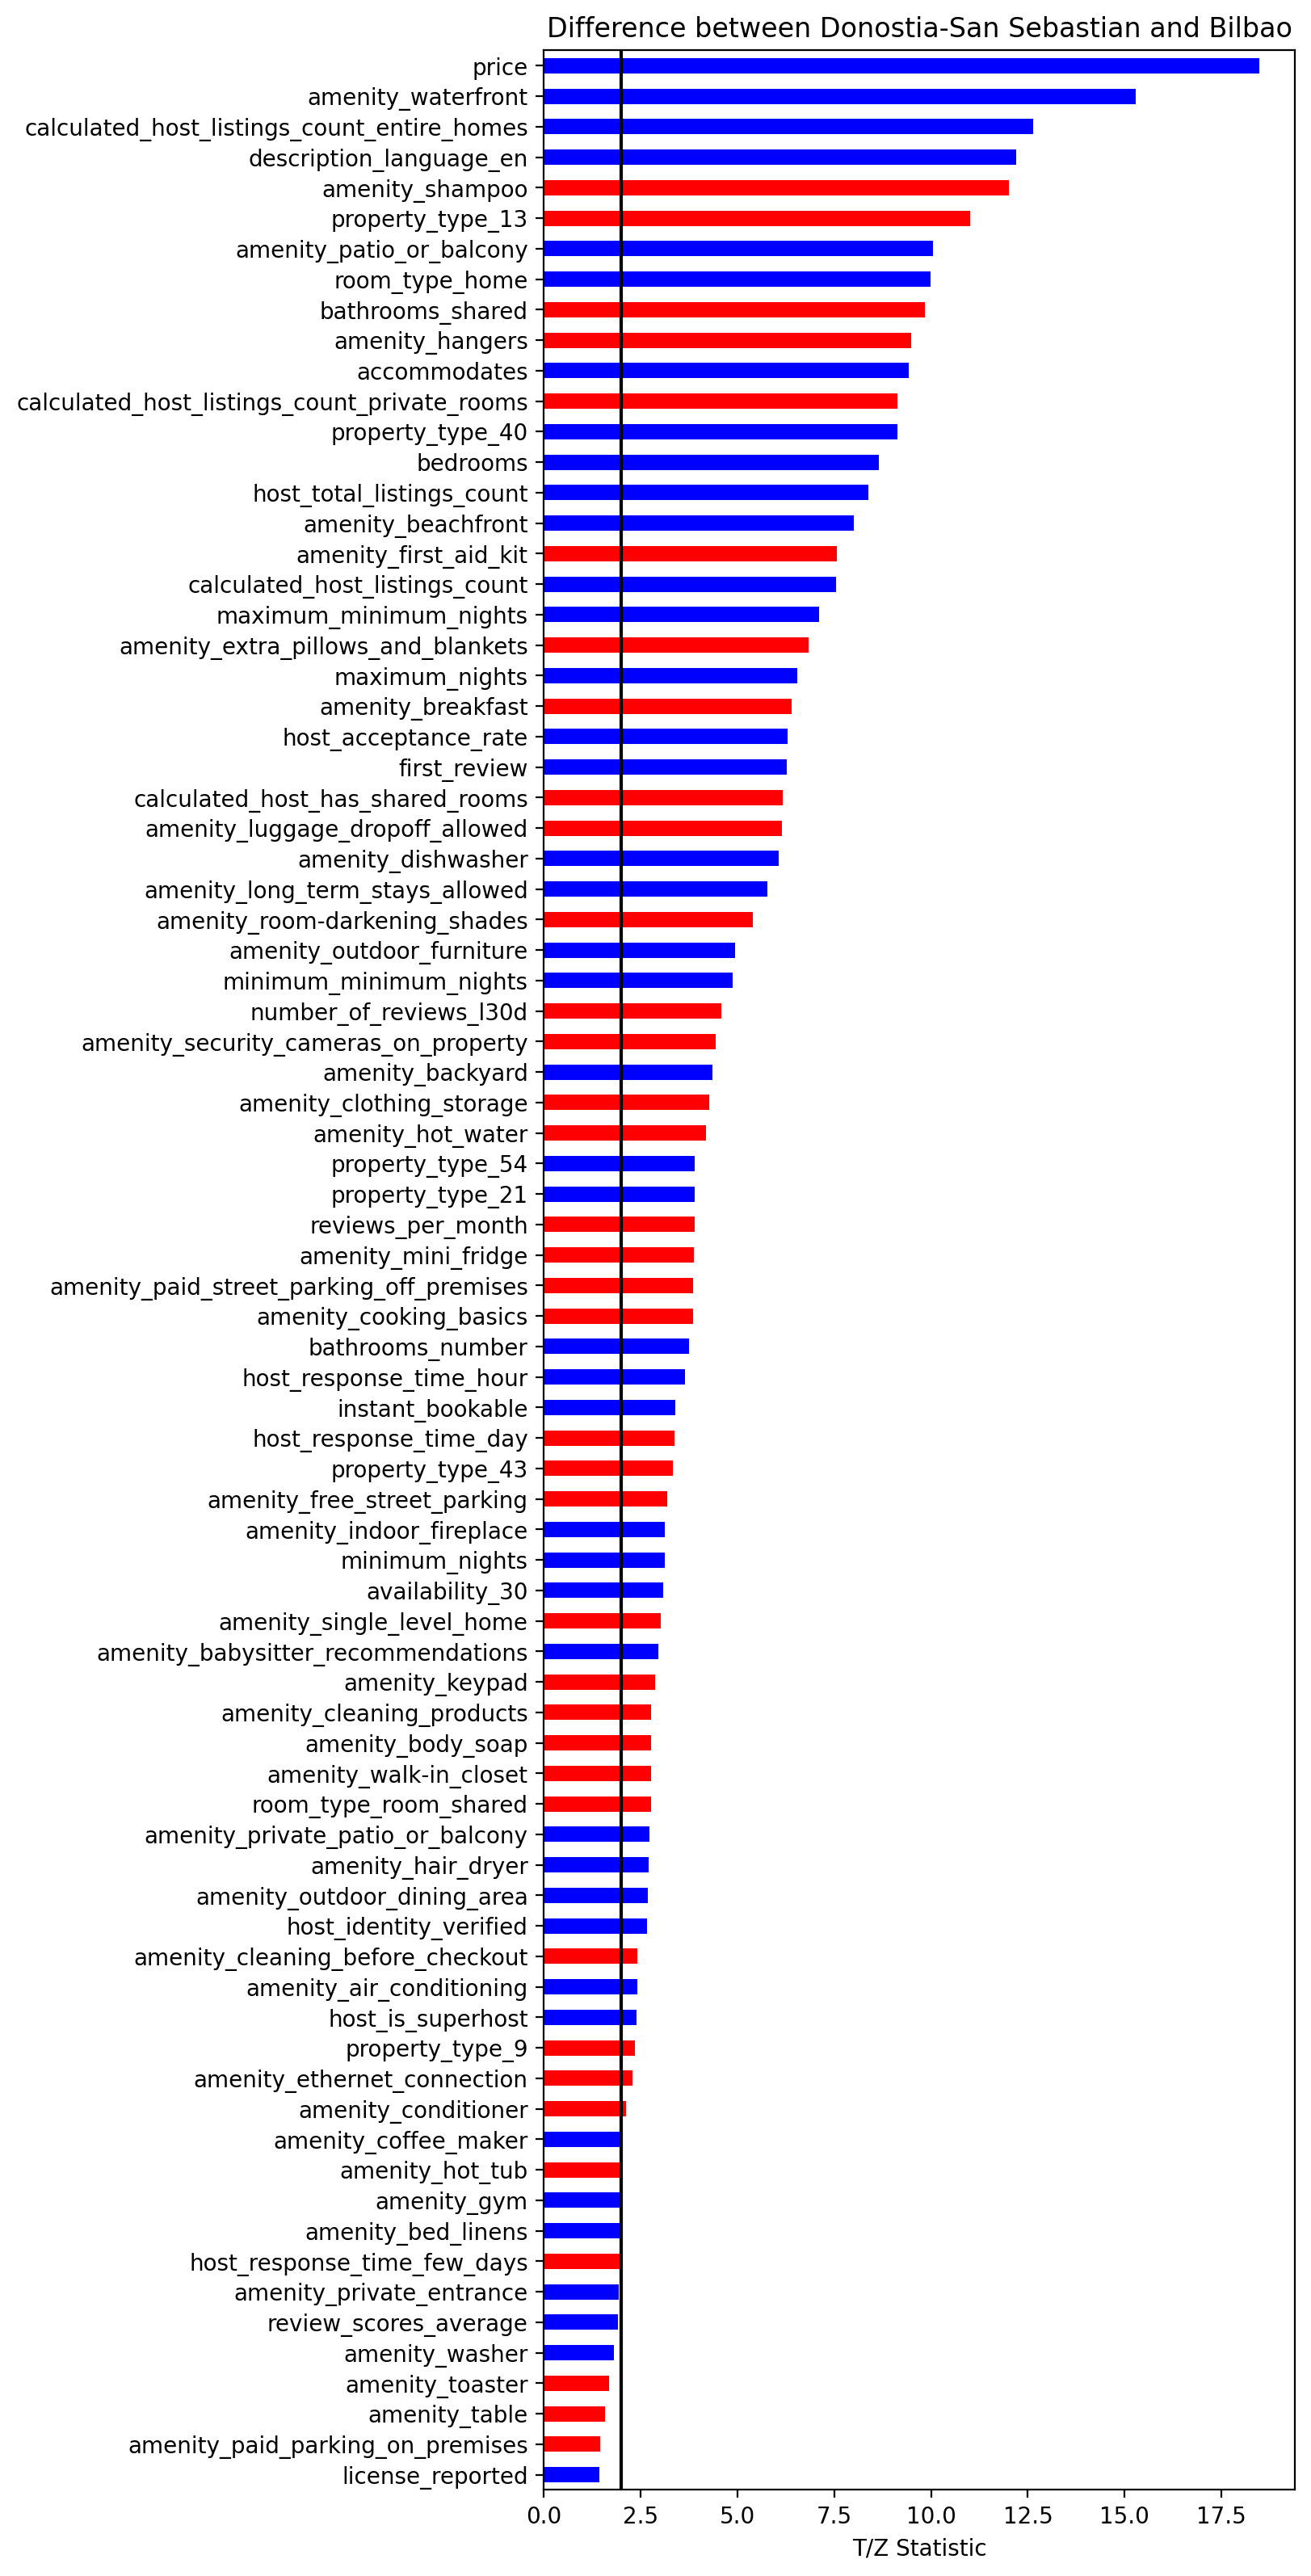 Difference between Donostia-San Sebastian and Bilbao
price
amenity_waterfront
calculated_host_listings_count_entire_homes
description_language_en
amenity_shampoo
property_type_13
amenity_patio_or_balcony
room_type_home
bathrooms_shared
amenity_hangers
accommodates
calculated_host_listings_count_private_rooms
property_type_40
bedrooms
host_total_listings_count
amenity_beachfront
amenity_first_aid_kit
calculated_host_listings_count
maximum_minimum_nights
amenity_extra_pillows_and_blankets
maximum_nights
amenity_breakfast
host_acceptance_rate
first_review
calculated_host_has_shared_rooms
amenity_luggage_dropoff_allowed
amenity_dishwasher
amenity_long_term_stays_allowed
amenity_room-darkening_shades
amenity_outdoor_furniture
minimum_minimum_nights
number_of_reviews_l30d
amenity_security_cameras_on_property
amenity_backyard
amenity_clothing_storage
amenity_hot_water
property_type_54
property_type_21
reviews_per_month
amenity_mini_fridge
amenity_paid_street_parking_off_premises
amenity_cooking_basics
bathrooms_number
host_response_time_hour
instant_bookable
host_response_time_day
property_type_43
amenity_free_street_parking
amenity_indoor_fireplace
minimum_nights
availability_30
amenity_single_level_home
amenity_babysitter_recommendations
amenity_keypad
amenity_cleaning_products
amenity_body_soap
amenity_walk-in_closet
room_type_room_shared
amenity_private_patio_or_balcony
amenity_hair_dryer
amenity_outdoor_dining_area
host_identity_verified
amenity_cleaning_before_checkout
amenity_air_conditioning
host_is_superhost
property_type_9
amenity_ethernet_connection
amenity_conditioner
amenity_coffee_maker
amenity_hot_tub
amenity_gym
amenity_bed_linens
host_response_time_few_days
amenity_private_entrance
review_scores_average
amenity_washer
amenity_toaster
amenity_table
amenity_paid_parking_on_premises
license_reported
0.0 2.5 5.0 7.5 10.0 12.5 15.0 17.5
T/Z Statistic